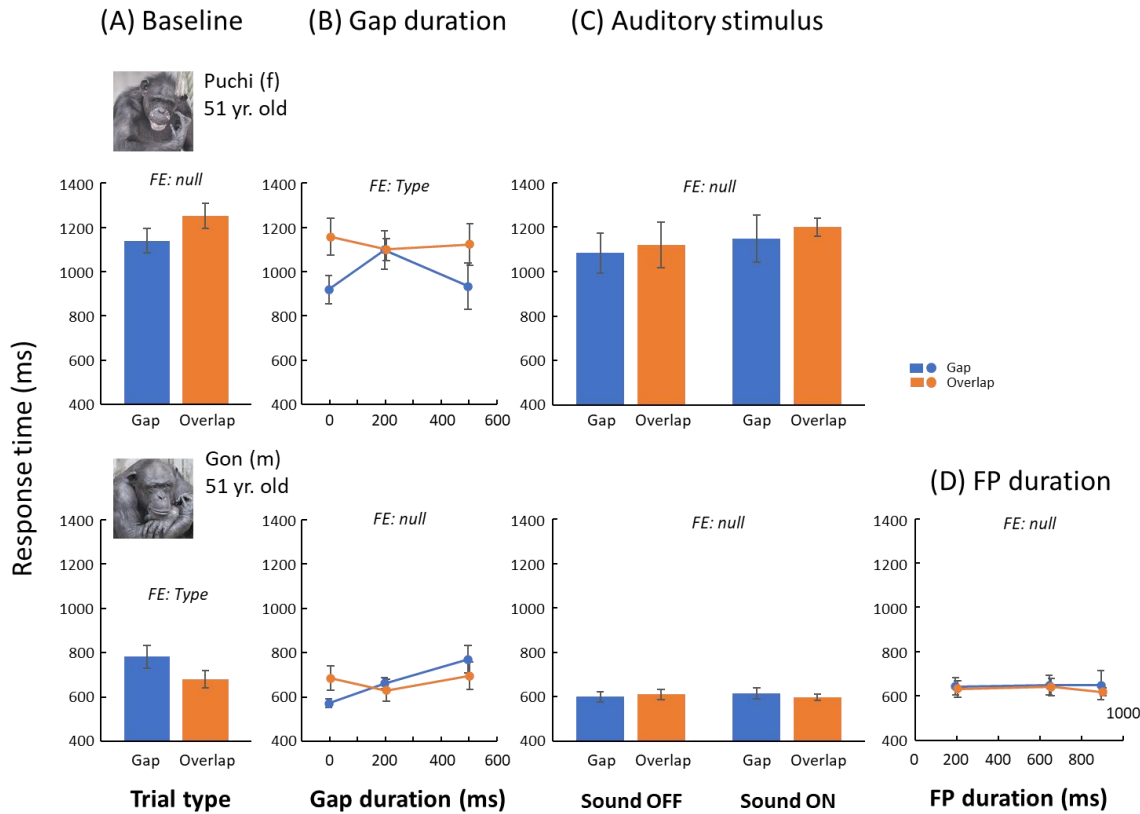 (A) Baseline
(B) Gap duration
(C) Auditory stimulus
Puchi (f)
51 yr. old
Response time (ms)
FE: null
1400
1200
1000
800
600
400
Gap
Overlap
FE: Type
1400
1200
1000
800
600
400
0
200
400
600
FE: null
1400
1200
1000
800
600
400
Gap
Overlap
Gap
Overlap
Gap
Overlap
Gon (m)
51 yr. old
(D) FP duration
FE: Type
1400
1200
1000
800
600
400
Gap
Overlap
Trial type
FE: null
1400
1200
1000
800
600
400
0
200
400
600
Gap duration (ms)
FE: null
1400
1200
1000
800
600
400
Gap
Overlap
Gap
Overlap
Sound OFF
Sound ON
FE: null
1400
1200
1000
800
600
400
0
200
400
600
800
1000
FP duration (ms)